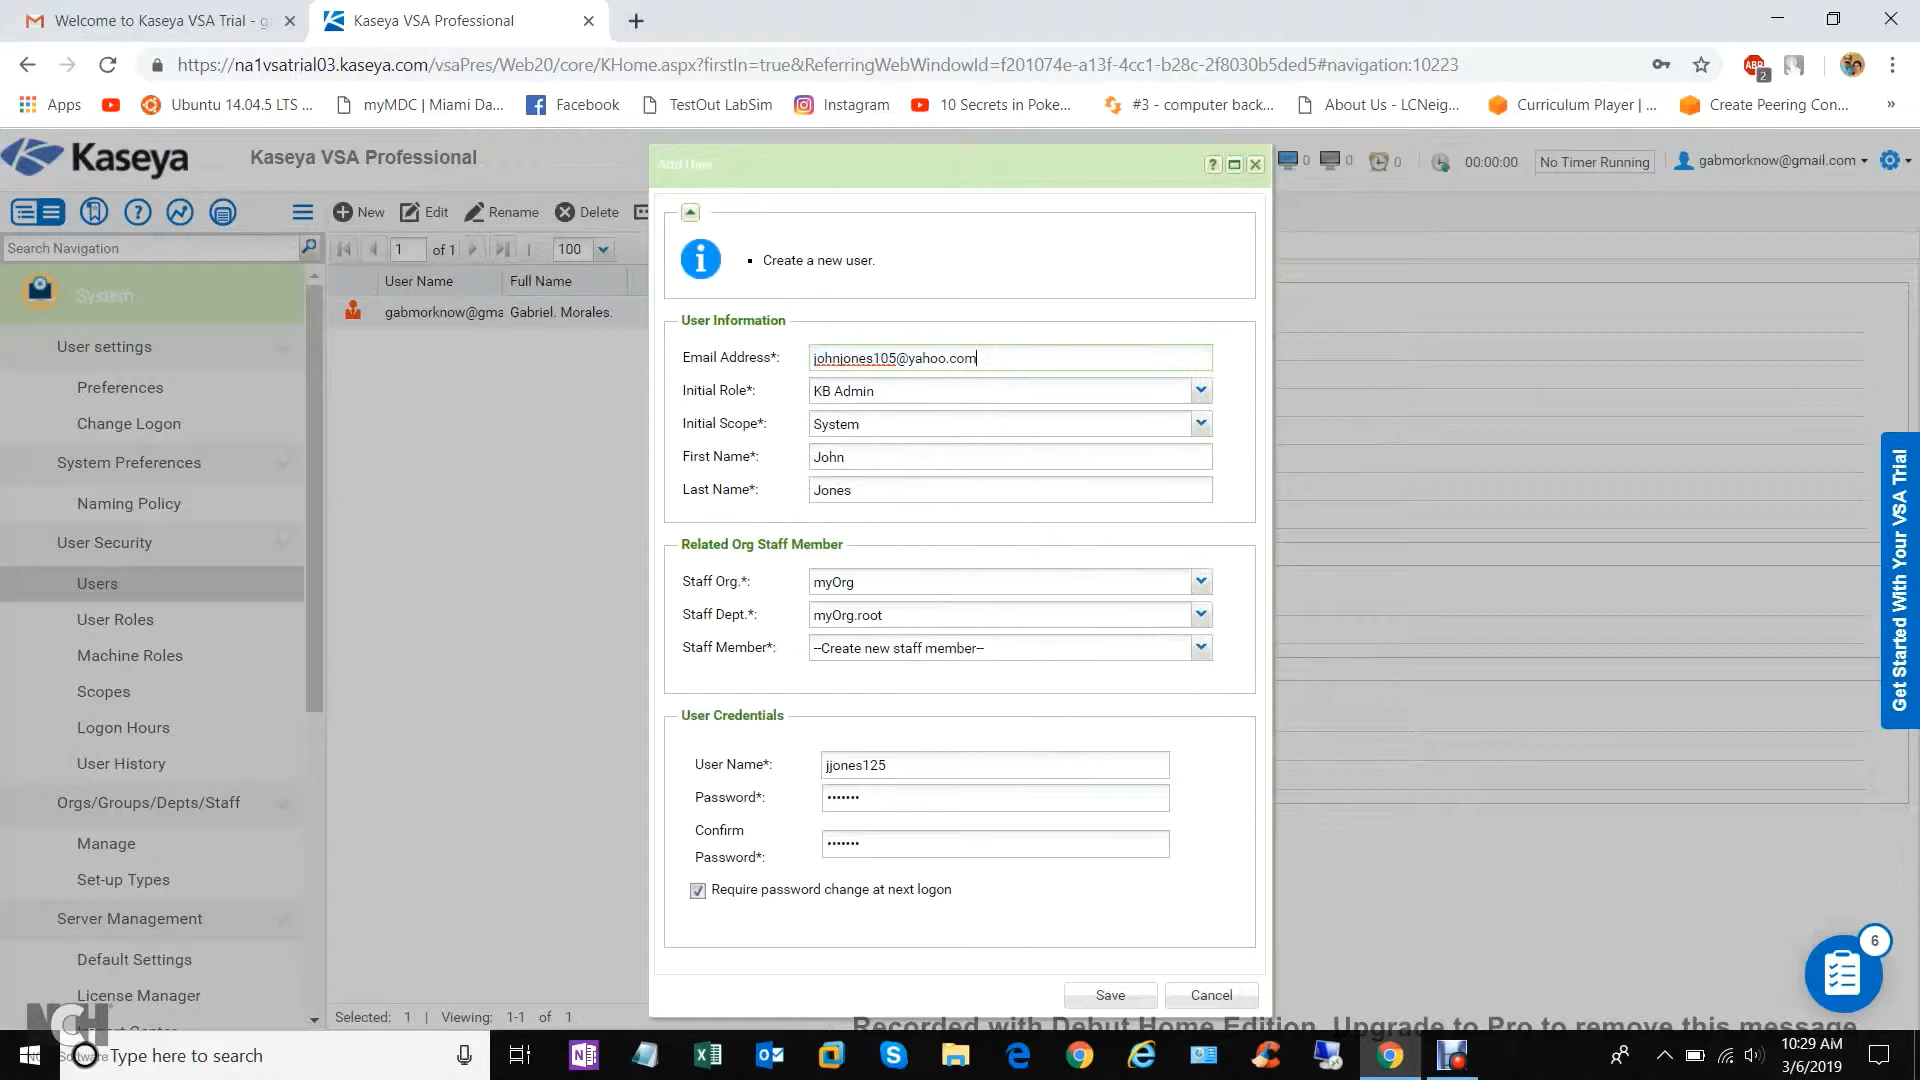 Welcome to Kaseya VSA Trial - g
Kaseya VSA Professional
https://na1vsatrial03.kaseya.com/vsaPres/Web20/core/KHome.aspx?firstIn=true&ReferringWebWindowId=f201074e-a13f-4cc1-b28c-2f8030b5ded5#navigation:10223
ABP
2
Apps
Ubuntu 14.04.5 LTS ...
myMDC | Miami Da...
Facebook
TestOut LabSim
Instagram
10 Secrets in Poke...
#3 - computer back...
About Us - LCNeig...
Curriculum Player | ...
Create Peering Con...
»
Kaseya
Kaseya VSA Professional
Add User
0
0
0
00:00:00
No Timer Running
gabmorknow@gmail.com
New
Edit
Rename
Delete
Search Navigation
1 of 1
100
System
User settings
Preferences
Change Logon
System Preferences
Naming Policy
User Security
Users
User Roles
Machine Roles
Scopes
Logon Hours
User History
Orgs/Groups/Depts/Staff
Manage
Set-up Types
Server Management
Default Settings
License Manager
User Name
Full Name
gabmorknow@gma
Gabriel. Morales.
Create a new user.
User Information
Email Address*:
johnjones105@yahoo.com
Initial Role*:
KB Admin
Initial Scope*:
System
First Name*:
John
Last Name*:
Jones
Related Org Staff Member
Staff Org.*:
myOrg
Staff Dept.*:
myOrg.root
Staff Member*:
--Create new staff member--
User Credentials
User Name*:
jjones125
Password*:
•••••••
Confirm
Password*:
•••••••
Require password change at next logon
Save
Cancel
Get Started With Your VSA Trial
6
Selected: 1 | Viewing: 1-1 of 1
Recorded with Debut Home Edition. Upgrade to Pro to remove this message
NCH
Software
Type here to search
10:29 AM
3/6/2019